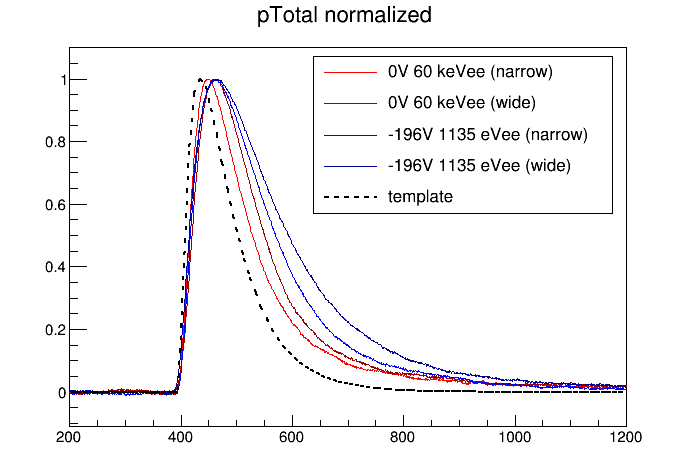 pTotal normalized
0V 60 keVee (narrow)
0V 60 keVee (wide)
-196V 1135 eVee (narrow)
-196V 1135 eVee (wide)
template
1
0.8
0.6
0.4
0.2
0
200 400 600 800 1000 1200